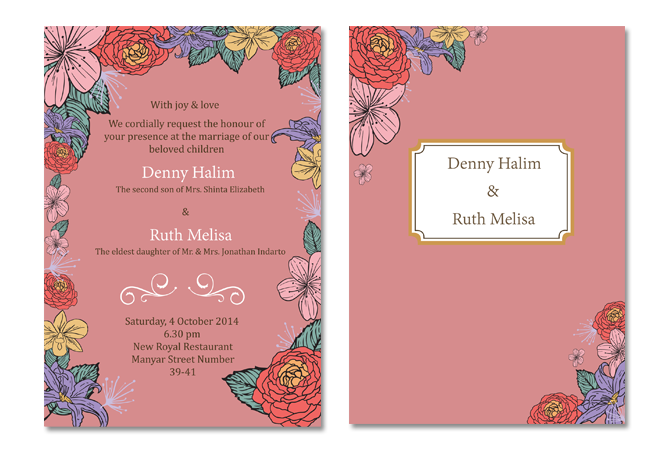 With joy & love
We cordially request the honour of
your presence at the marriage of our
beloved children
Denny Halim
The second son of Mrs. Shinta Elizabeth
&
Ruth Melisa
The eldest daughter of Mr. & Mrs. Jonathan Indarto
Saturday, 4 October 2014
6.30 pm
New Royal Restaurant
Manyar Street Number
39-41
Denny Halim
&
Ruth Melisa